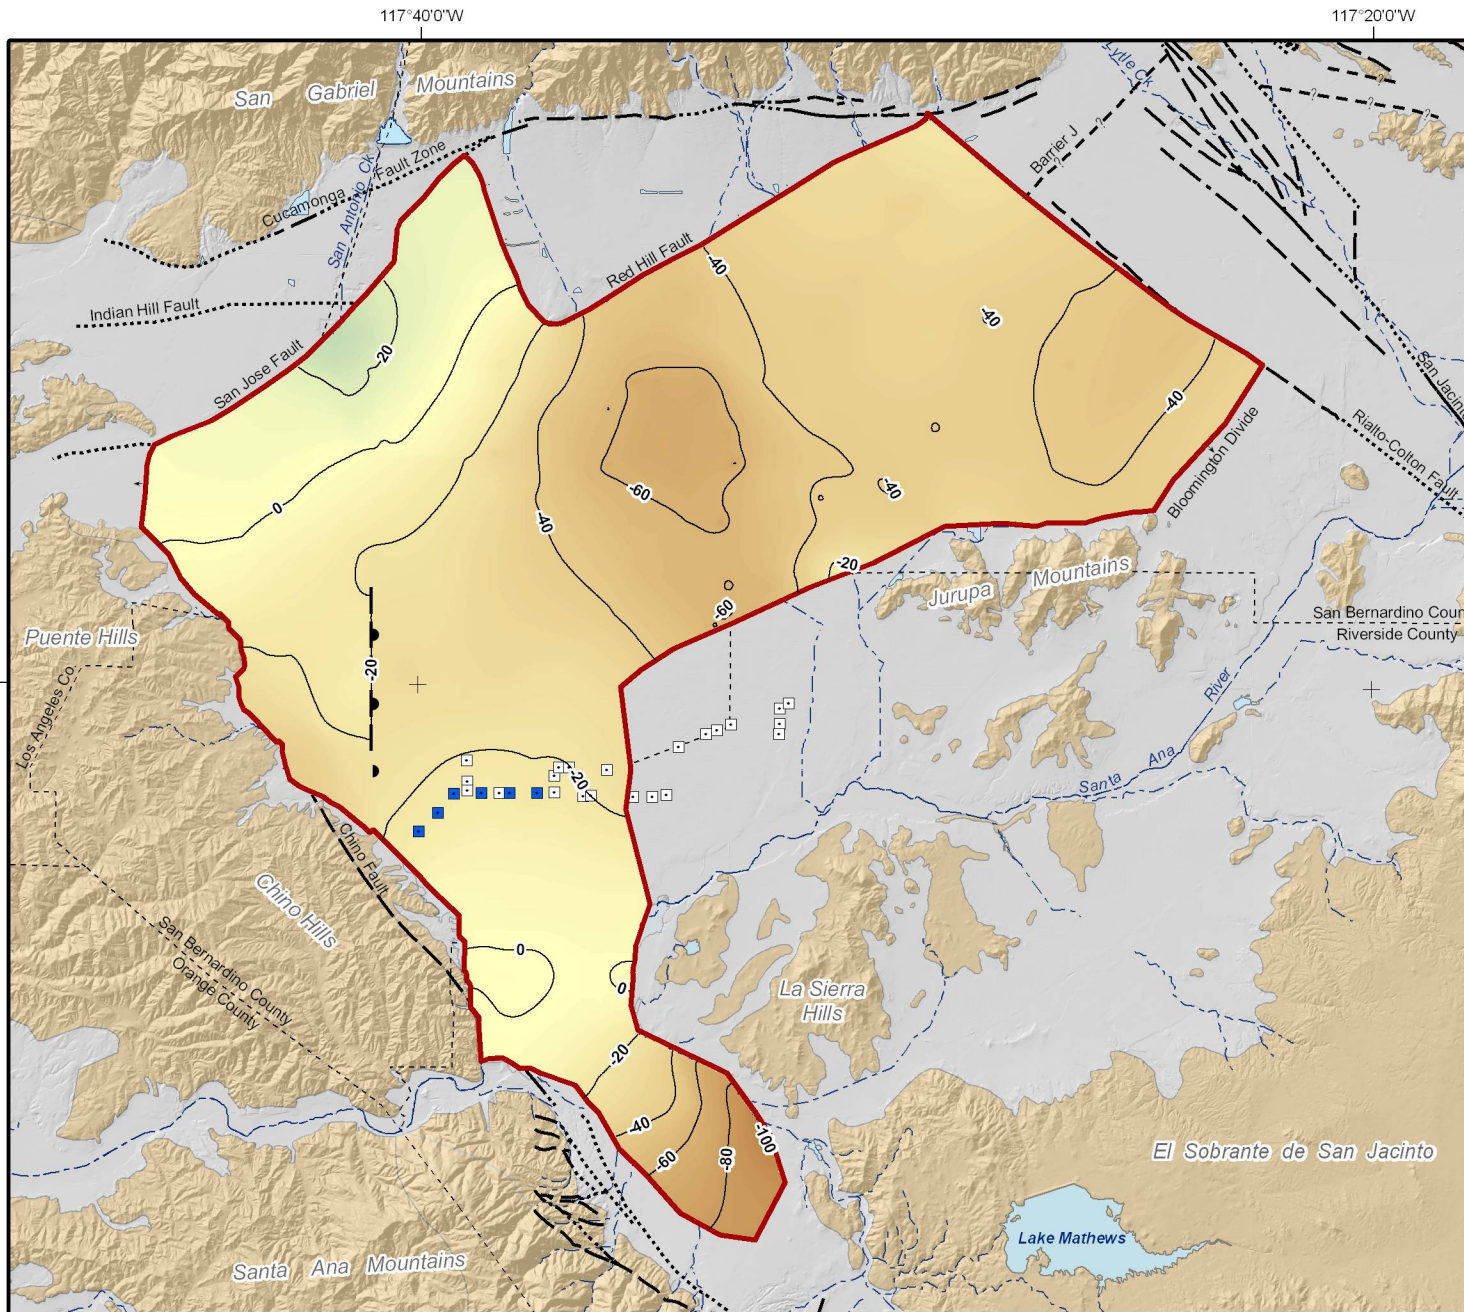 117°40'0"W
117°20'0"W
San Gabriel Mountains
Lytle Ck
Cucamonga Fault Zone
San Antonio Ck
Barrier J
?
?
?
?
?
?
Red Hill Fault
-40
Indian Hill Fault
-40
San Jose Fault
-20
San Jacinto
-40
Rialto-Colton Fault
Bloomington Divide
0
-60
-40
-40
-20
Jurupa Mountains
-60
San Bernardino Coun
Riverside County
Puente Hills
Los Angeles Co.
-20
River
Santa Ana
-20
Chino Fault
Chino Hills
San Bernardino County
Orange County
0
0
La Sierra
Hills
-20
-40
-60
-80
-100
El Sobrante de San Jacinto
Lake Mathews
Santa Ana Mountains